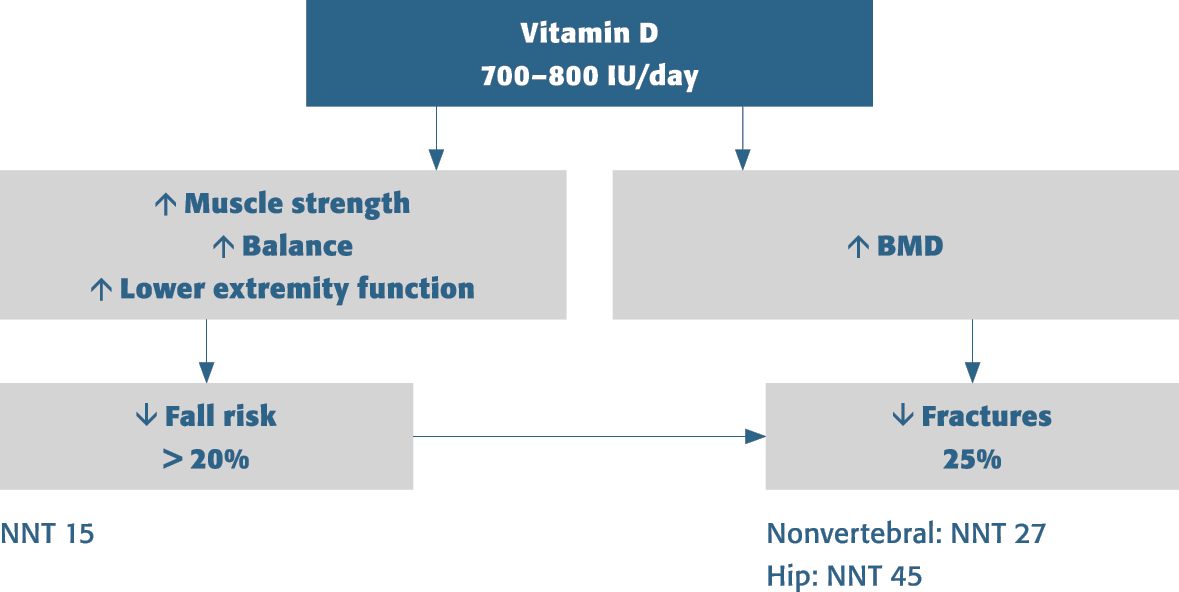 Vitamin D
700–800 IU/day
↑ Muscle strength
↑ Balance
↑ Lower extremity function
↑ BMD
↓ Fall risk
> 20%
↓ Fractures
25%
NNT 15
Nonvertebral: NNT 27
Hip: NNT 45